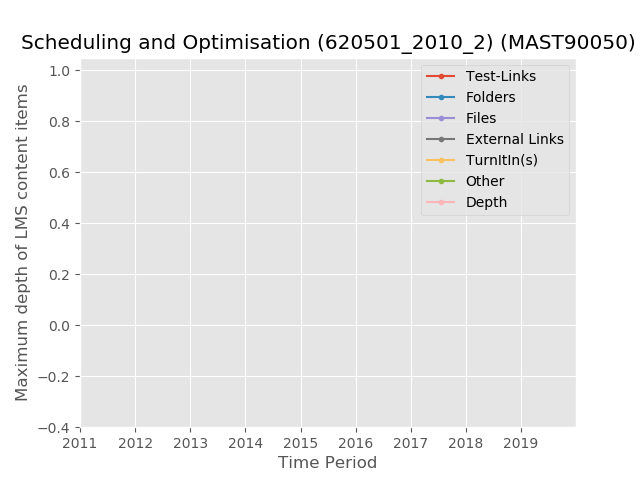 Scheduling and Optimisation (620501_2010_2) (MAST90050)
Maximum depth of LMS content items
1.0
0.8
0.6
0.4
0.2
0.0
−0.2
−0.4
Test-Links
Folders
Files
External Links
TurnItIn(s)
Other
Depth
2011 2012 2013 2014 2015 2016 2017 2018 2019
Time Period